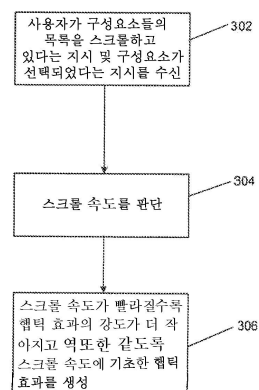 사용자가 구성요소들의
목록을 스크롤하고
있다는 지시 및 구성요소가
선택되었다는 지시를 수신
302
스크롤 속도를 판단
304
스크롤 속도가 빨라질수록
햅틱 효과의 강도가 더 작
아지고 역또한 같도록
스크롤 속도에 기초한 햅틱
효과를 생성
306